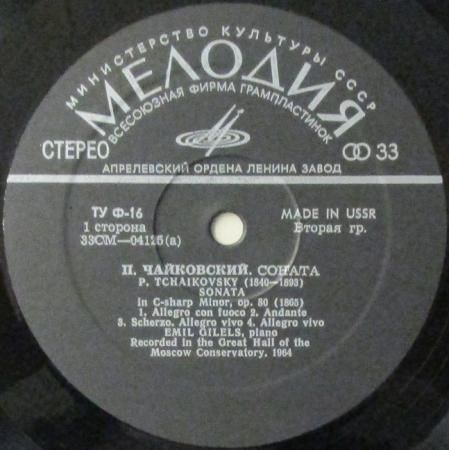 МИНИСТЕРСТВО КУЛЬТУРЫ СССР
МЕЛОДИЯ
ВСЕСОЮЗНАЯ ФИРМА ГРАМПЛАСТИНОК
СТЕРЕО
33
АПРЕЛЕВСКИЙ ОРДЕНА ЛЕНИНА ЗАВОД
ТУ Ф-16
MADE IN USSR
1 сторона
Вторая гр.
33СМ—04115(а)
П. ЧАЙКОВСКИЙ. СОНАТА
P. TCHAIKOVSKY (1840—1893)
SONATA
in C-sharp Minor, op. 80 (1865)
1. Allegro con fuoco 2. Andante
3. Scherzo. Allegro vivo 4. Allegro vivo
EMIL GILELS, piano
Recorded in the Great Hall of the
Moscow Conservatory, 1964